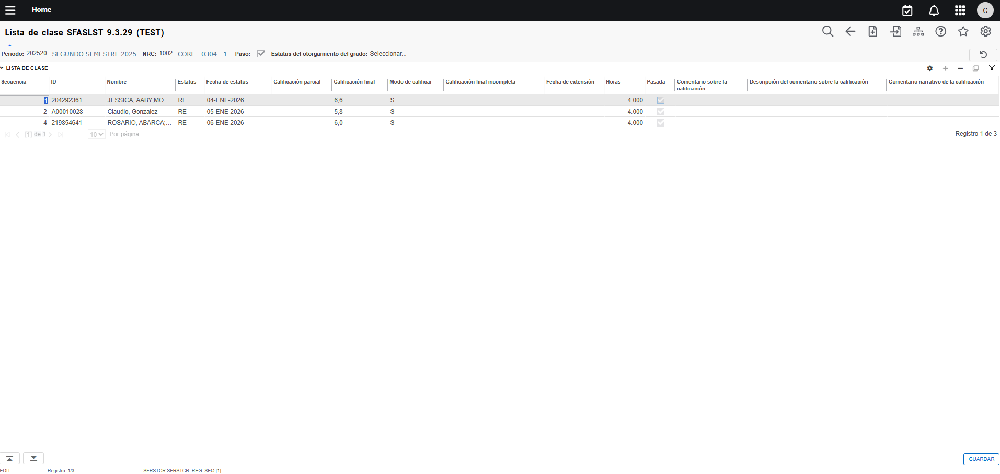 Home
C
Lista de clase SFASLST 9.3.29 (TEST)
Periodo: 202520 SEGUNDO SEMESTRE 2025 NRC: 1002 CORE 0304 1 Paso: Estatus del otorgamiento del grado: Seleccionar...
LISTA DE CLASE
Secuencia ID Nombre Estatus Fecha de estatus Calificación parcial Calificación final Modo de calificar Calificación final incompleta Fecha de extensión Horas Pasada Comentario sobre la calificación Descripción del comentario sobre la calificación Comentario narrativo de la calificación
1 204292361 JESSICA, AABY;MO... RE 04-ENE-2026 6,6 S 4.000
2 A00010028 Claudio, Gonzalez RE 05-ENE-2026 5,8 S 4.000
4 219854641 ROSARIO, ABARCA;... RE 06-ENE-2026 6,0 S 4.000
1 de 1 10 Por página Registro 1 de 3
GUARDAR
EDIT Registro: 1/3 SFRSTCR.SFRSTCR_REG_SEQ [1]